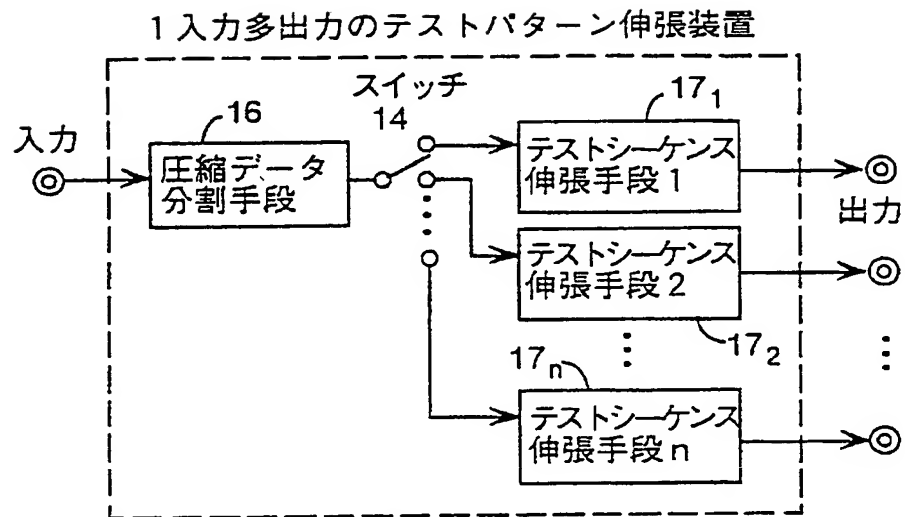 1入力多出力のテストパターン伸張装置
入力
16
圧縮データ
分割手段
スイッチ
14
17₁
テストシーケンス
伸張手段1
出力
テストシーケンス
伸張手段2
17₂
17ₙ
テストシーケンス
伸張手段n